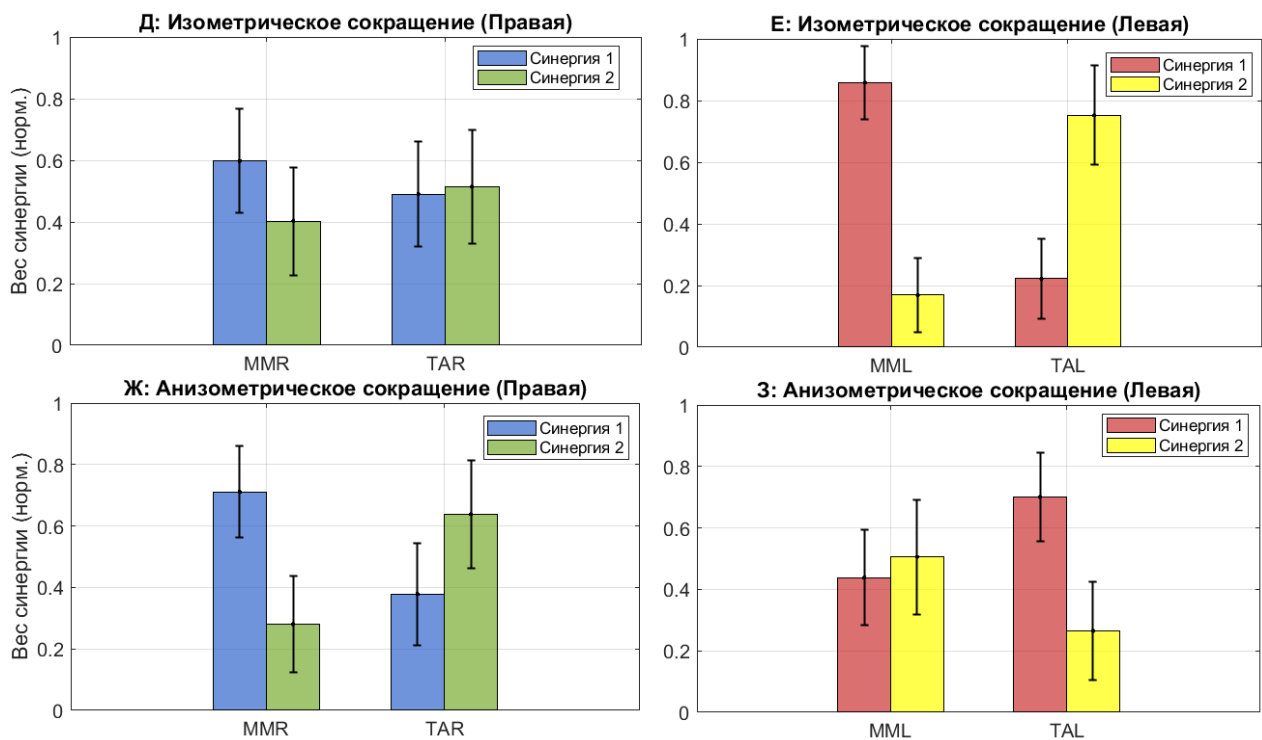 Д: Изометрическое сокращение (Правая)
1
0.8
0.6
0.4
0.2
0
Вес синергии (норм.)
Синергия 1
Синергия 2
MMR
TAR
Е: Изометрическое сокращение (Левая)
1
0.8
0.6
0.4
0.2
0
Синергия 1
Синергия 2
MML
TAL
Ж: Анизометрическое сокращение (Правая)
1
0.8
0.6
0.4
0.2
0
Вес синергии (норм.)
Синергия 1
Синергия 2
MMR
TAR
З: Анизометрическое сокращение (Левая)
1
0.8
0.6
0.4
0.2
0
Синергия 1
Синергия 2
MML
TAL